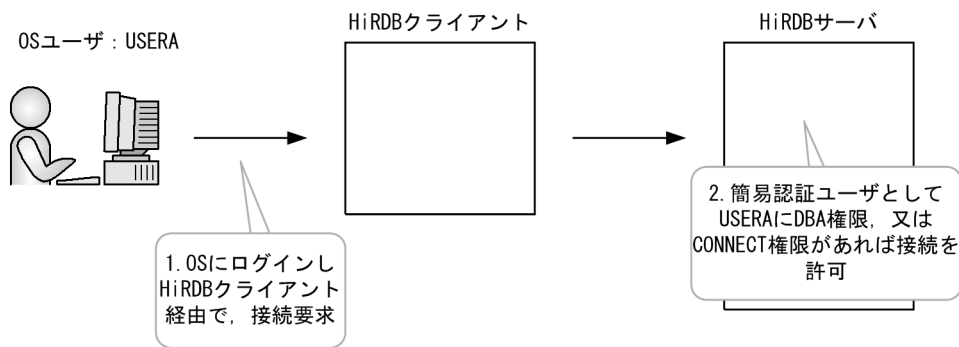 HiRDBクライアント
HiRDBサーバ
OSユーザ：USERA
1.OSにログインし
HiRDBクライアント
経由で，接続要求
2.簡易認証ユーザとして
USERAにDBA権限，又は
CONNECT権限があれば接続を
許可